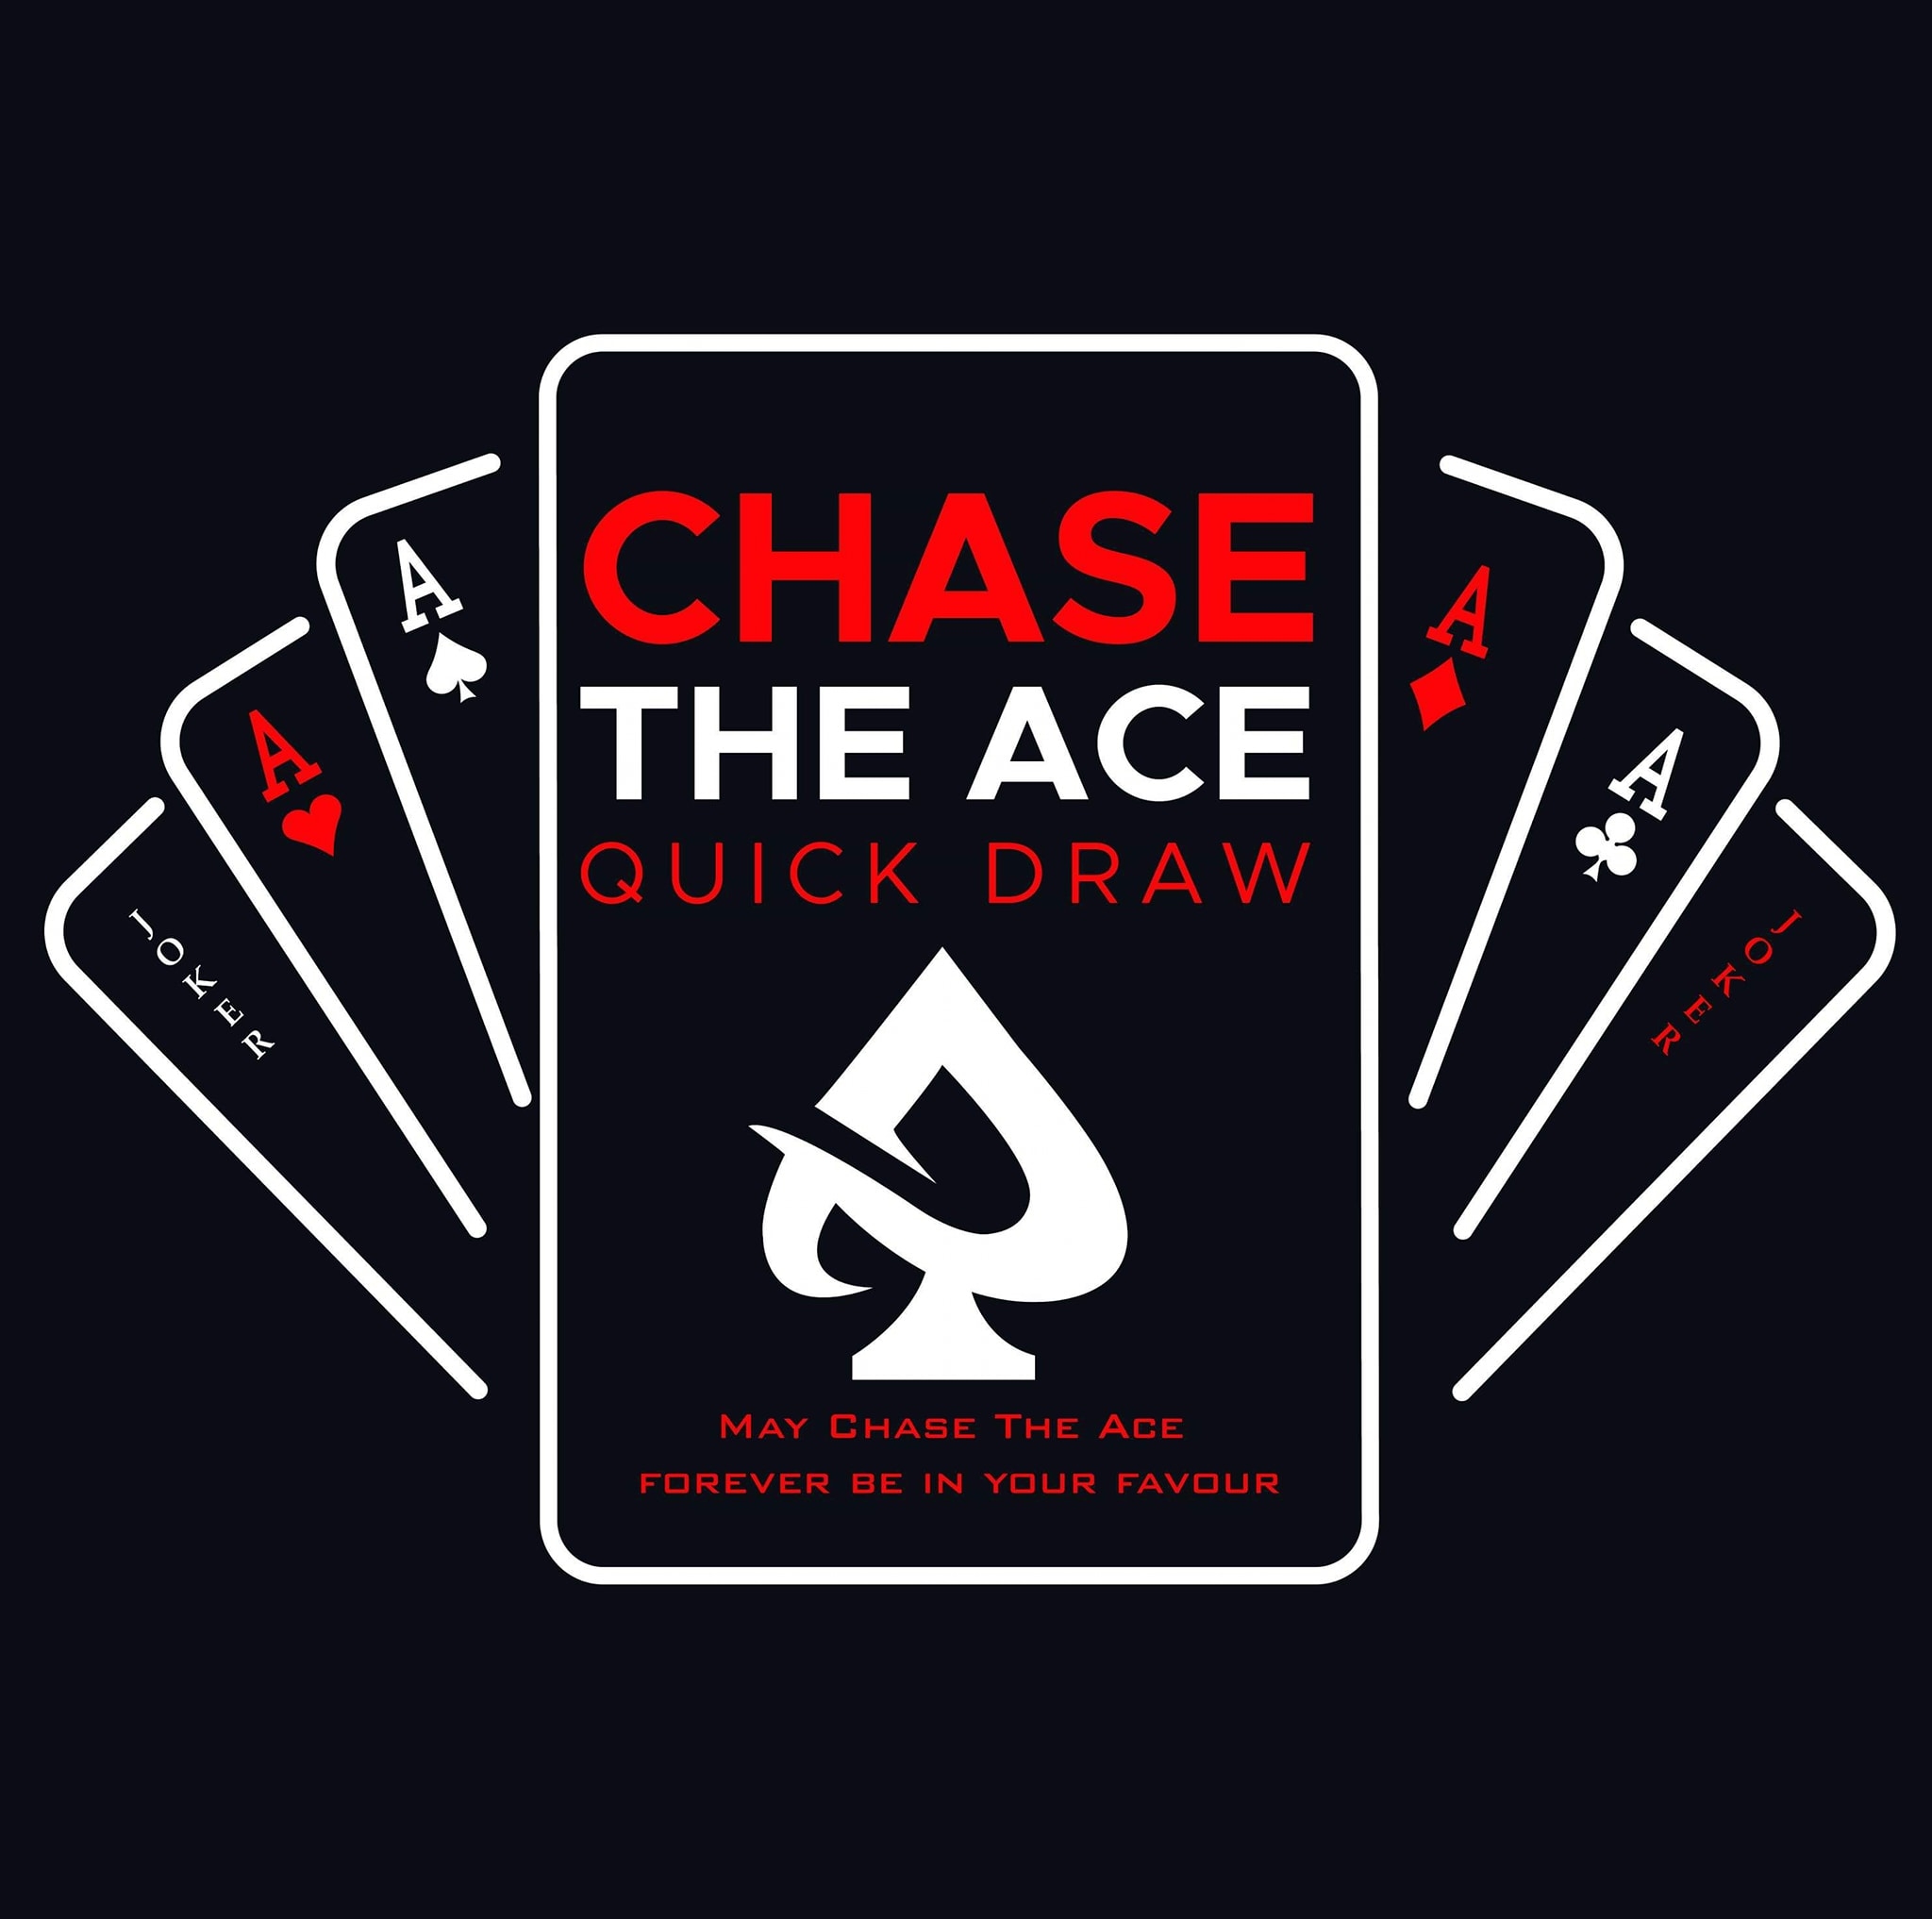 CHASE
THE ACE
QUICK DRAW
MAY CHASE THE ACE
FOREVER BE IN YOUR FAVOUR
JOKER
A
A
A
A
JOKER